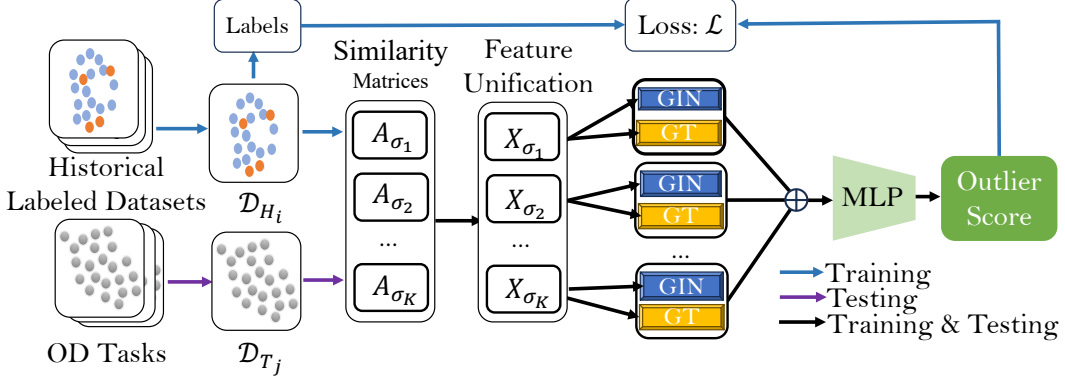 Labels
Loss: ℒ
Historical
Labeled Datasets
𝒟_{H_i}
OD Tasks
𝒟_{T_j}
Similarity
Matrices
A_{σ_1}
A_{σ_2}
...
A_{σ_K}
Feature
Unification
X_{σ_1}
X_{σ_2}
...
X_{σ_K}
GIN
GT
GIN
GT
...
GIN
GT
MLP
Outlier
Score
Training
Testing
Training & Testing